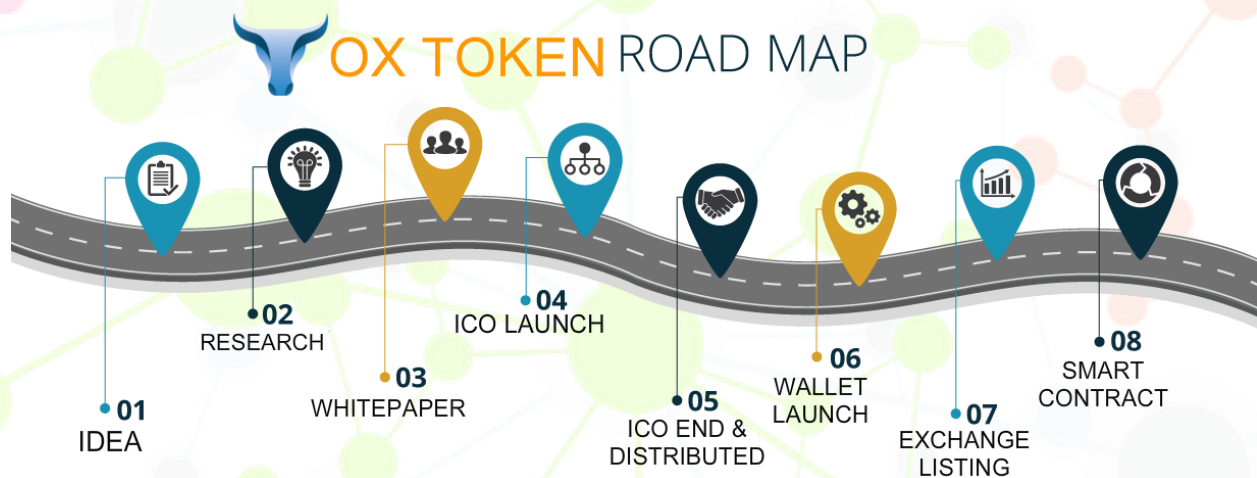 OX TOKEN ROAD MAP
01
IDEA
02
RESEARCH
03
WHITEPAPER
04
ICO LAUNCH
05
ICO END &
DISTRIBUTED
06
WALLET
LAUNCH
07
EXCHANGE
LISTING
08
SMART
CONTRACT